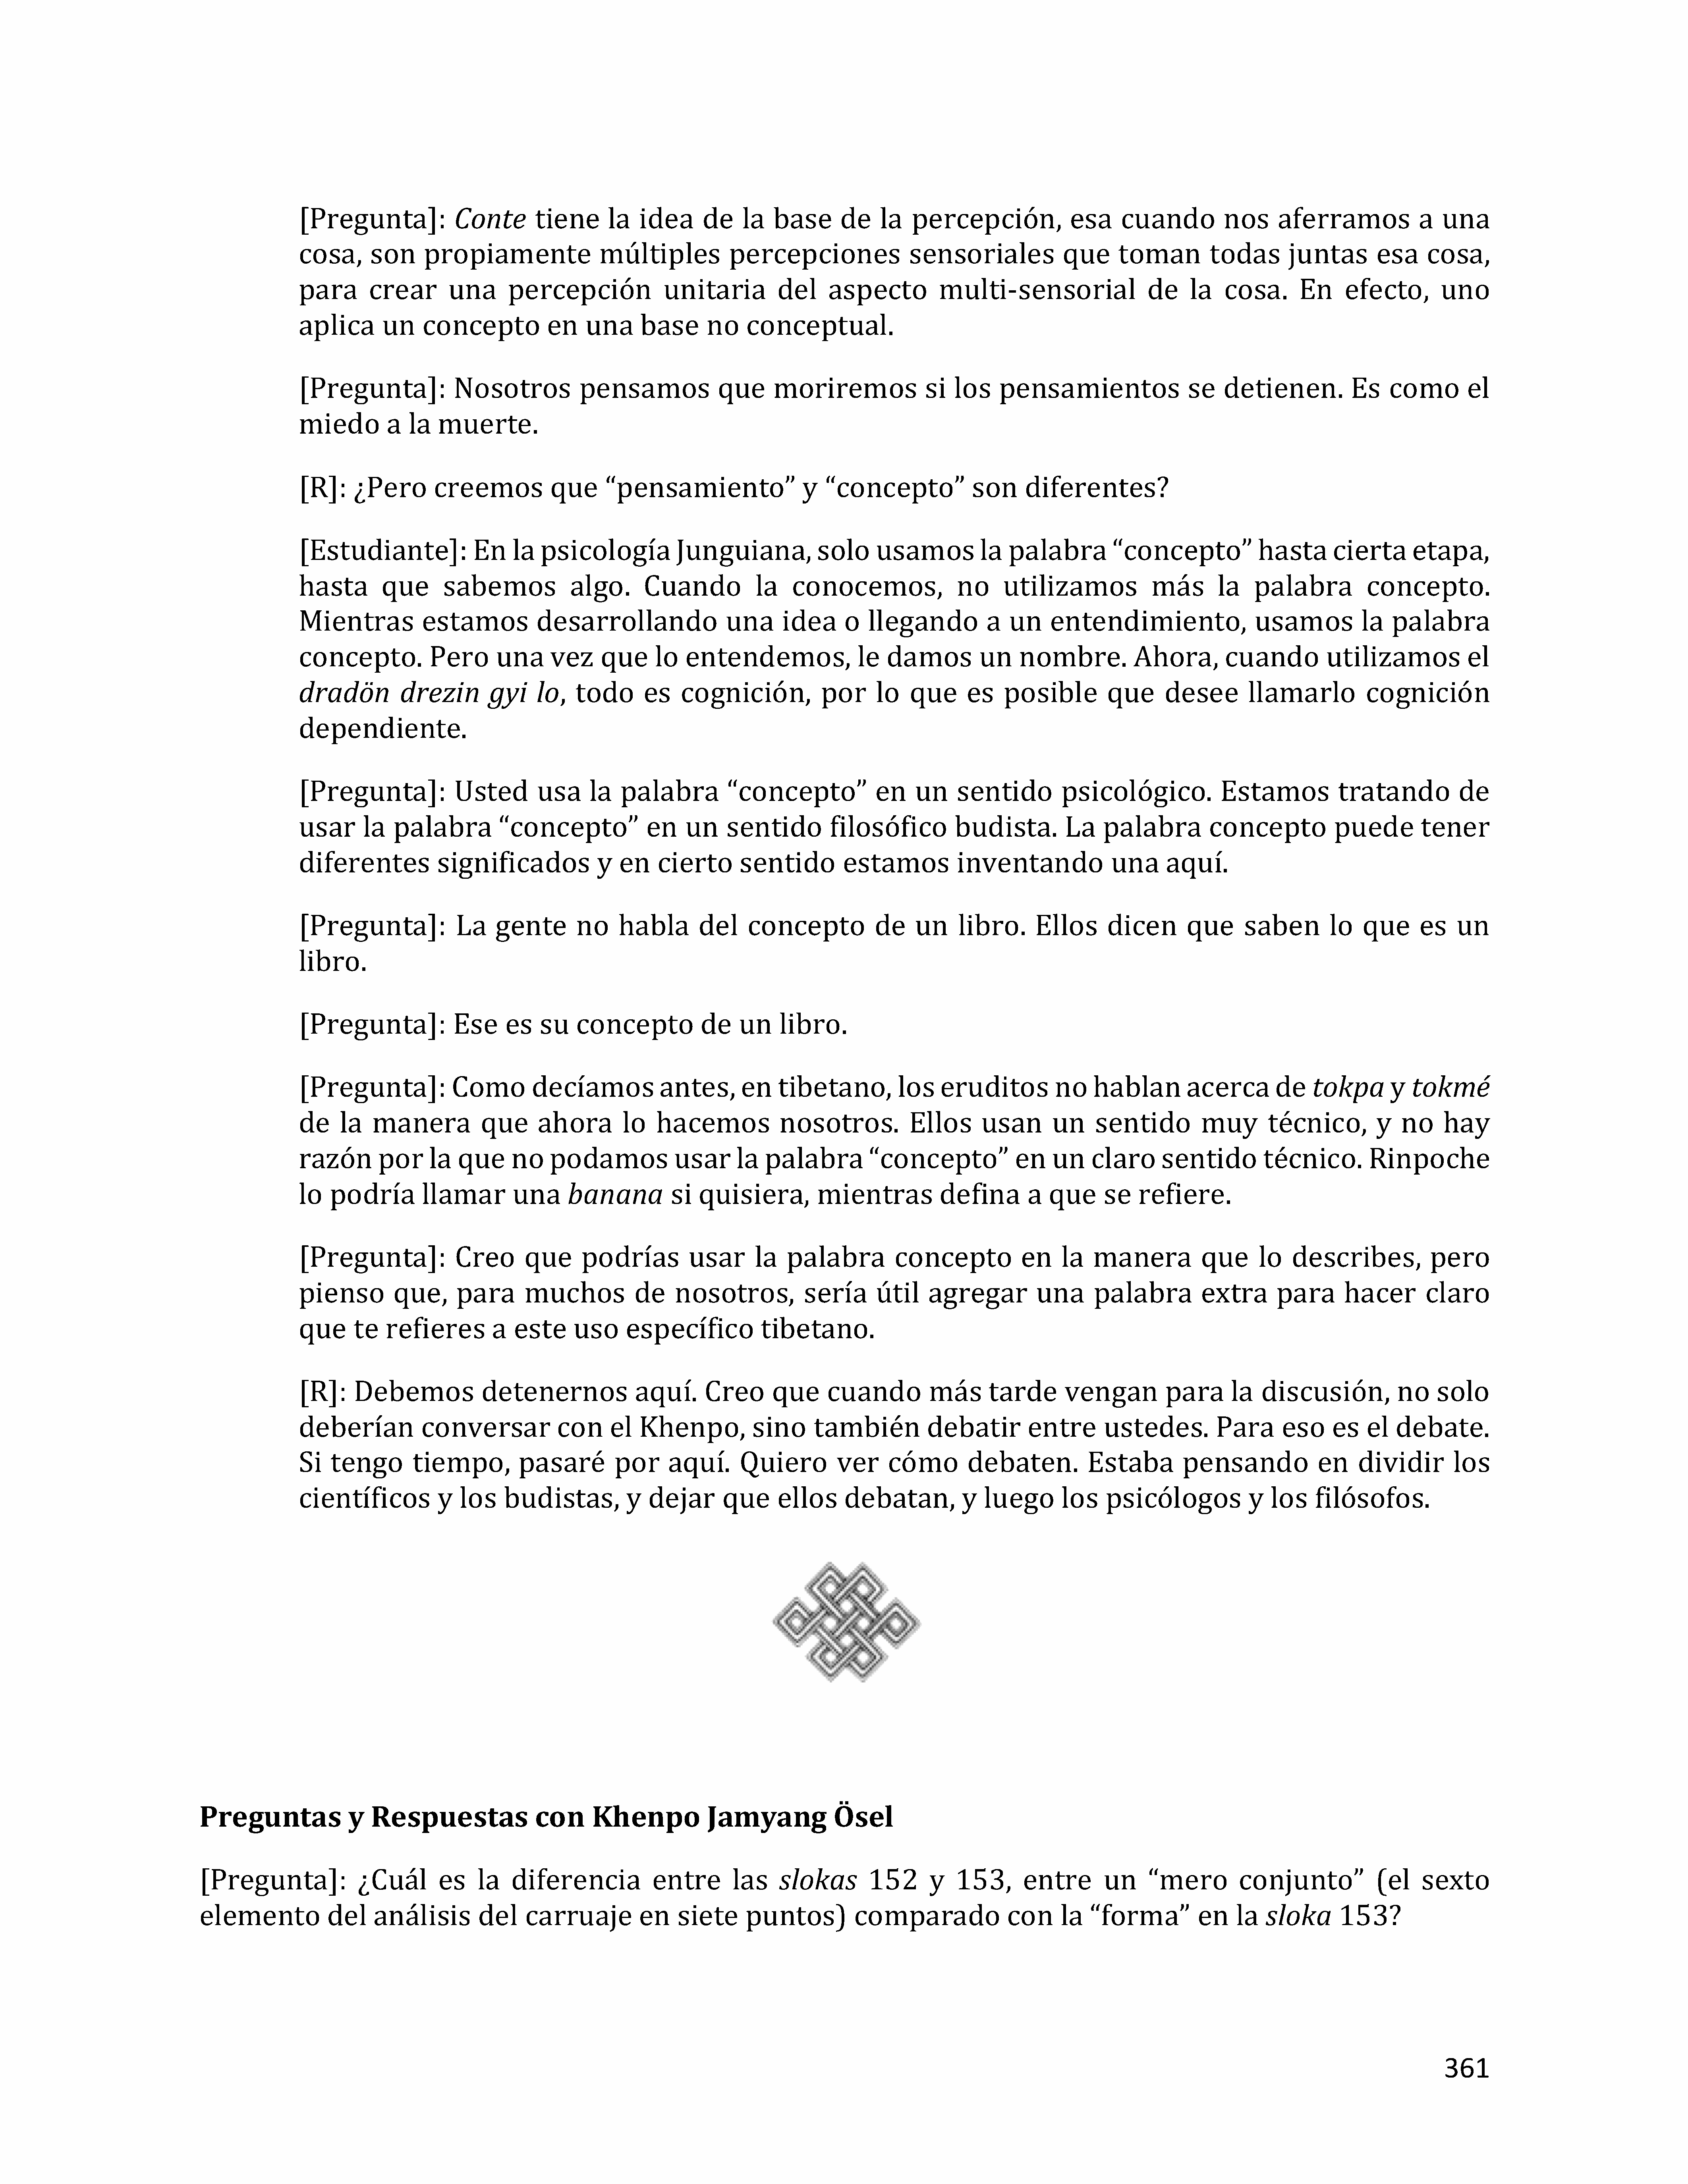 [Pregunta]: Conte tiene la idea de la base de la percepción, esa cuando nos aferramos a una
cosa, son propiamente múltiples percepciones sensoriales que toman todas juntas esa cosa,
para crear una percepción unitaria del aspecto multi-sensorial de la cosa. En efecto, uno
aplica un concepto en una base no conceptual.
[Pregunta]: Nosotros pensamos que moriremos si los pensamientos se detienen. Es como el
miedo a la muerte.
[R]: ¿Pero creemos que “pensamiento” y “concepto” son diferentes?
[Estudiante]: En la psicología Junguiana, solo usamos la palabra “concepto” hasta cierta etapa,
hasta que sabemos algo. Cuando la conocemos, no utilizamos más la palabra concepto.
Mientras estamos desarrollando una idea o llegando a un entendimiento, usamos la palabra
concepto. Pero una vez que lo entendemos, le damos un nombre. Ahora, cuando utilizamos el
dradön drezin gyi lo, todo es cognición, por lo que es posible que desee llamarlo cognición
dependiente.
[Pregunta]: Usted usa la palabra “concepto” en un sentido psicológico. Estamos tratando de
usar la palabra “concepto” en un sentido filosófico budista. La palabra concepto puede tener
diferentes significados y en cierto sentido estamos inventando una aquí.
[Pregunta]: La gente no habla del concepto de un libro. Ellos dicen que saben lo que es un
libro.
[Pregunta]: Ese es su concepto de un libro.
[Pregunta]: Como decíamos antes, en tibetano, los eruditos no hablan acerca de tokpa y tokmé
de la manera que ahora lo hacemos nosotros. Ellos usan un sentido muy técnico, y no hay
razón por la que no podamos usar la palabra “concepto” en un claro sentido técnico. Rinpoche
lo podría llamar una banana si quisiera, mientras defina a que se refiere.
[Pregunta]: Creo que podrías usar la palabra concepto en la manera que lo describes, pero
pienso que, para muchos de nosotros, sería útil agregar una palabra extra para hacer claro
que te refieres a este uso específico tibetano.
[R]: Debemos detenernos aquí. Creo que cuando más tarde vengan para la discusión, no solo
deberían conversar con el Khenpo, sino también debatir entre ustedes. Para eso es el debate.
Si tengo tiempo, pasaré por aquí. Quiero ver cómo debaten. Estaba pensando en dividir los
científicos y los budistas, y dejar que ellos debatan, y luego los psicólogos y los filósofos.
Preguntas y Respuestas con Khenpo Jamyang Ösel
[Pregunta]: ¿Cuál es la diferencia entre las slokas 152 y 153, entre un “mero conjunto” (el sexto
elemento del análisis del carruaje en siete puntos) comparado con la “forma” en la sloka 153?
361